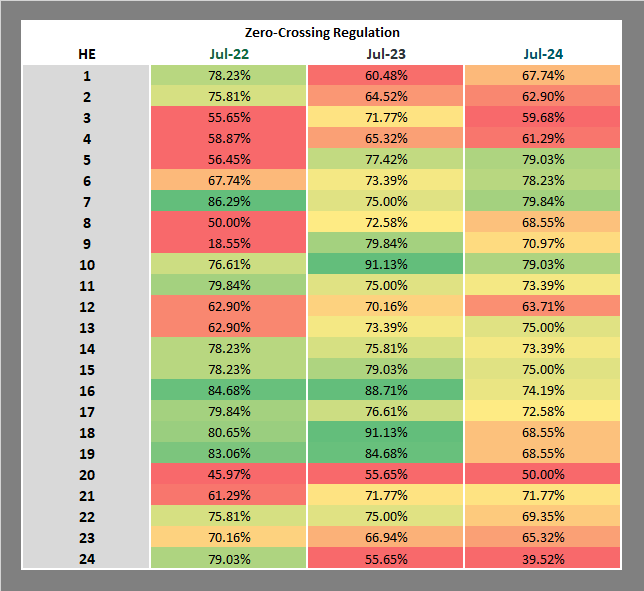 Zero-Crossing Regulation
HE Jul-22 Jul-23 Jul-24
1 78.23% 60.48% 67.74%
2 75.81% 64.52% 62.90%
3 55.65% 71.77% 59.68%
4 58.87% 65.32% 61.29%
5 56.45% 77.42% 79.03%
6 67.74% 73.39% 78.23%
7 86.29% 75.00% 79.84%
8 50.00% 72.58% 68.55%
9 18.55% 79.84% 70.97%
10 76.61% 91.13% 79.03%
11 79.84% 75.00% 73.39%
12 62.90% 70.16% 63.71%
13 62.90% 73.39% 75.00%
14 78.23% 75.81% 73.39%
15 78.23% 79.03% 75.00%
16 84.68% 88.71% 74.19%
17 79.84% 76.61% 72.58%
18 80.65% 91.13% 68.55%
19 83.06% 84.68% 68.55%
20 45.97% 55.65% 50.00%
21 61.29% 71.77% 71.77%
22 75.81% 75.00% 69.35%
23 70.16% 66.94% 65.32%
24 79.03% 55.65% 39.52%